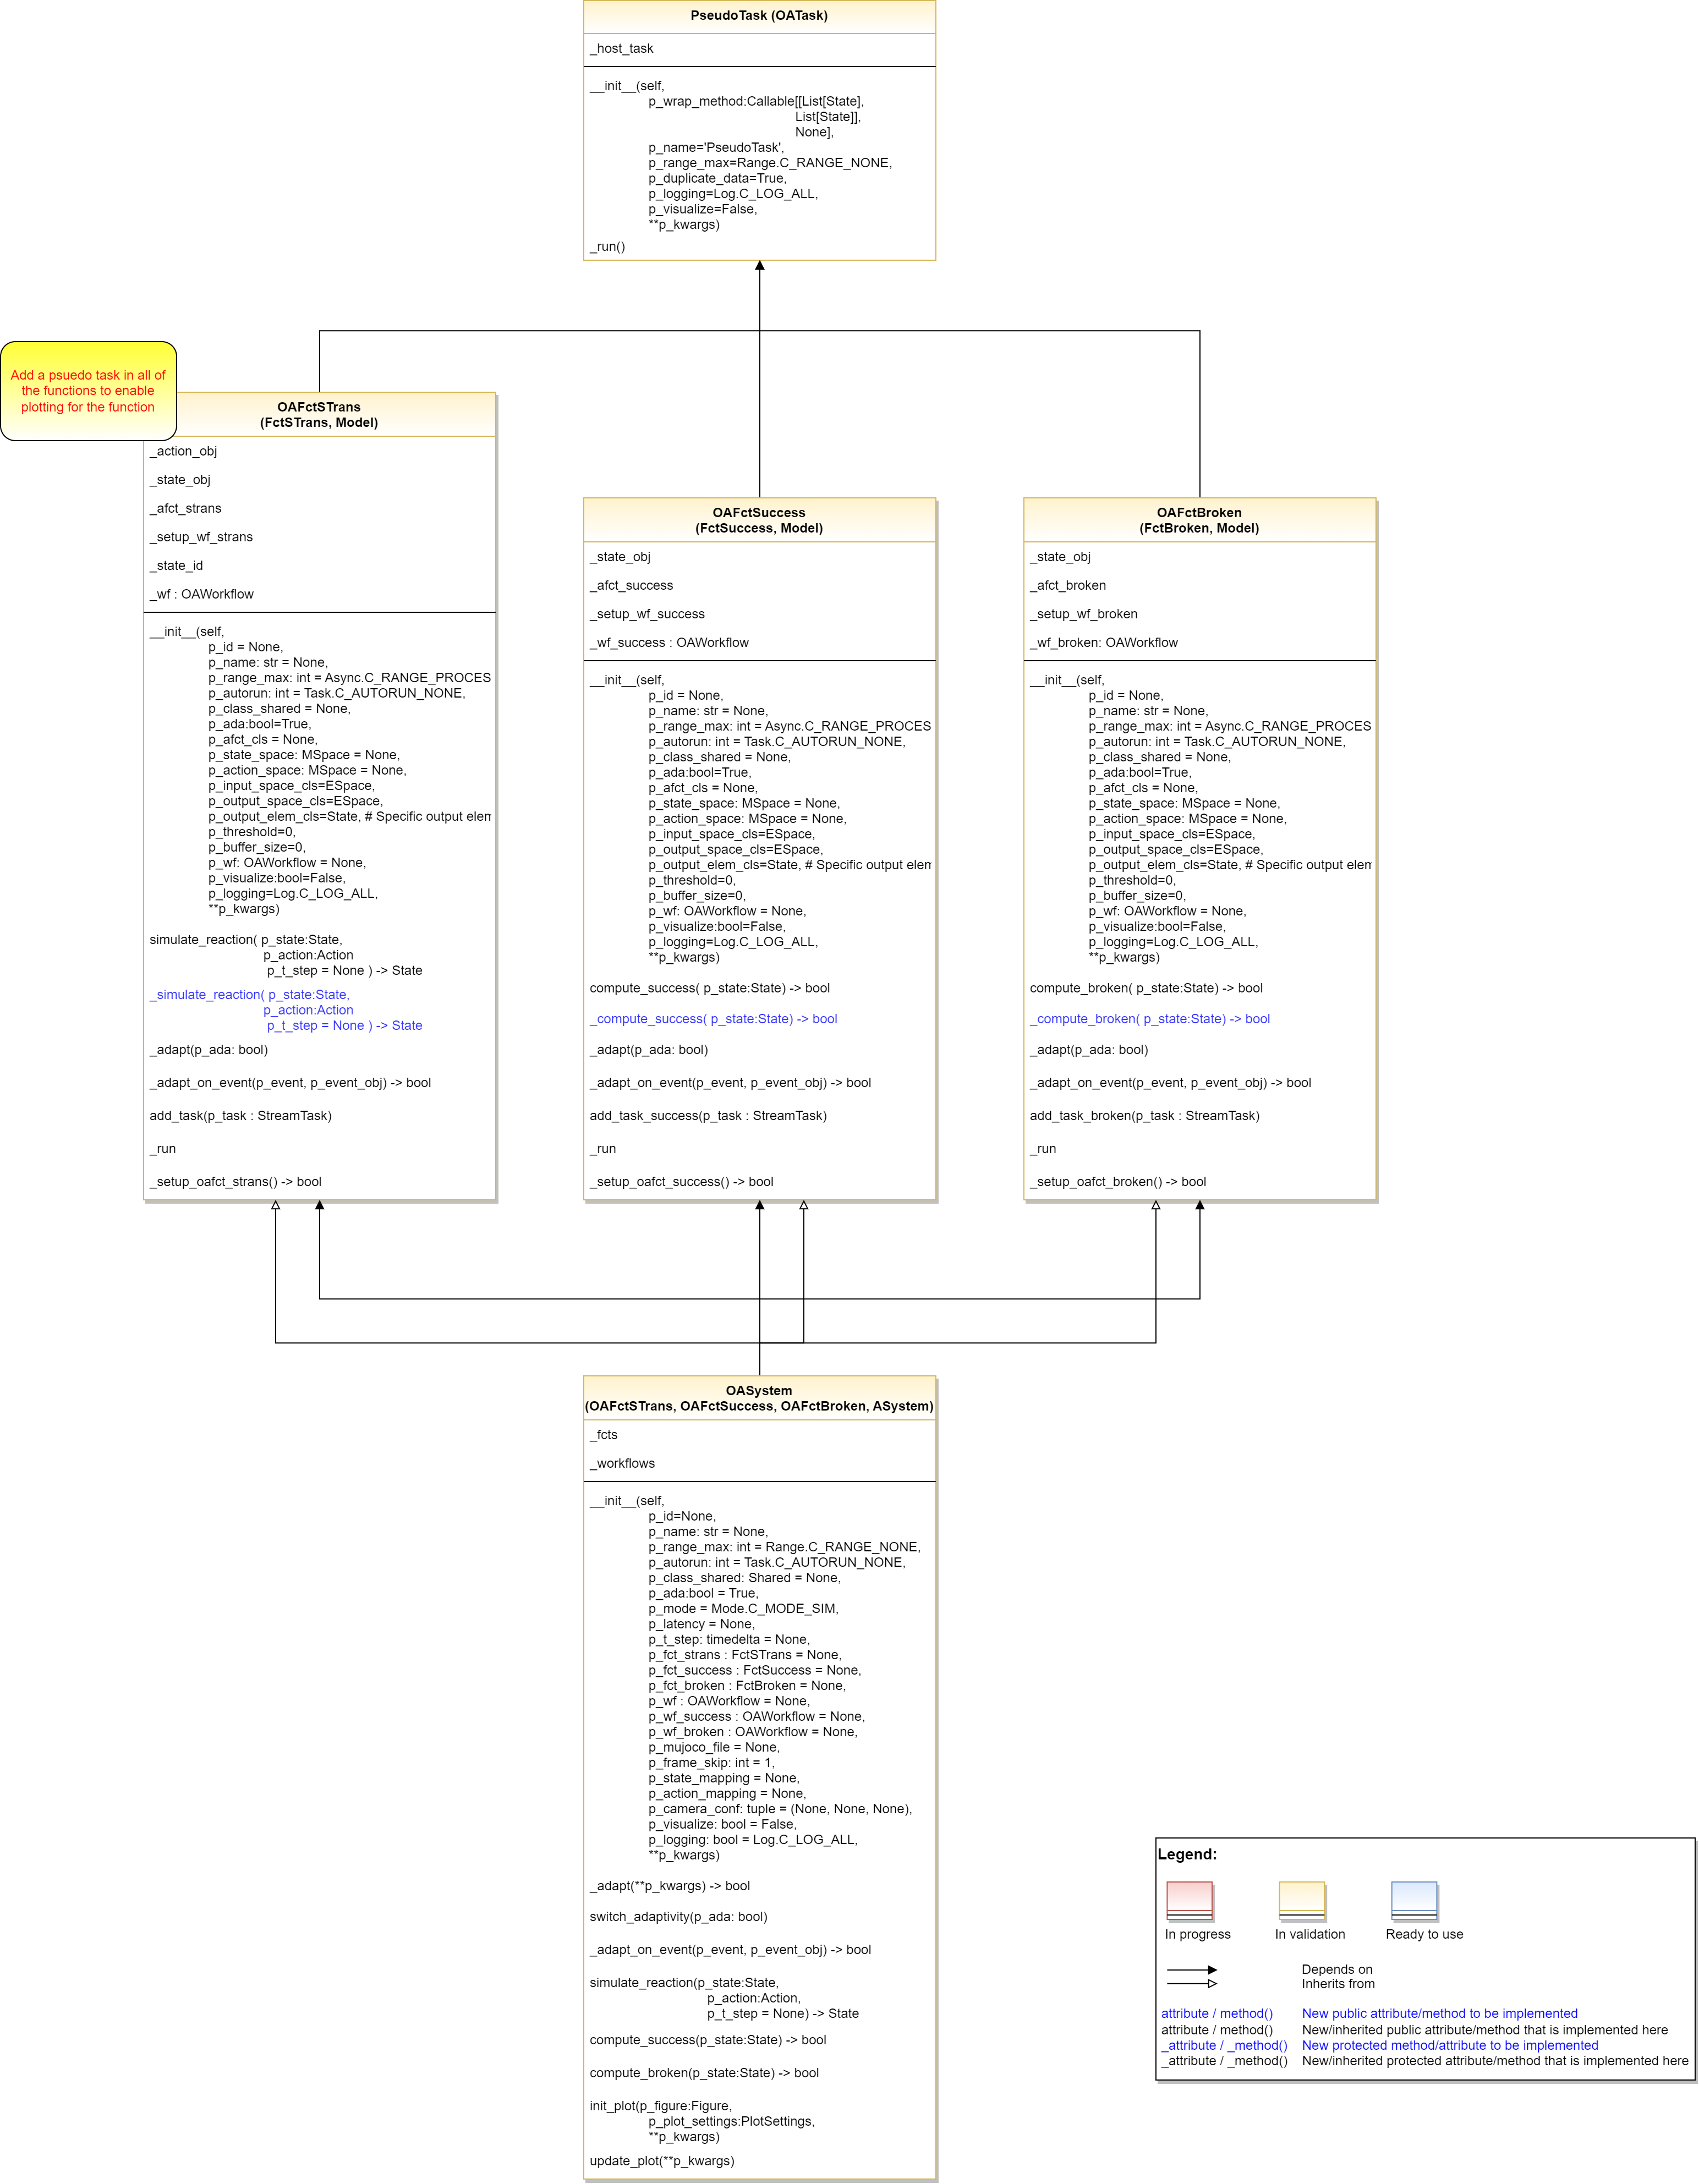 PseudoTask (OATask)
_host_task
__init__(self,
p_wrap_method:Callable[[List[State],
List[State]],
None],
p_name='PseudoTask',
p_range_max=Range.C_RANGE_NONE,
p_duplicate_data=True,
p_logging=Log.C_LOG_ALL,
p_visualize=False,
**p_kwargs)
_run()
Add a psuedo task in all of
the functions to enable
plotting for the function
OAFctSTrans
(FctSTrans, Model)
_action_obj
_state_obj
_afct_strans
_setup_wf_strans
_state_id
_wf : OAWorkflow
__init__(self,
p_id = None,
p_name: str = None,
p_range_max: int = Async.C_RANGE_PROCES
p_autorun: int = Task.C_AUTORUN_NONE,
p_class_shared = None,
p_ada:bool=True,
p_afct_cls = None,
p_state_space: MSpace = None,
p_action_space: MSpace = None,
p_input_space_cls=ESpace,
p_output_space_cls=ESpace,
p_output_elem_cls=State, # Specific output elem
p_threshold=0,
p_buffer_size=0,
p_wf: OAWorkflow = None,
p_visualize:bool=False,
p_logging=Log.C_LOG_ALL,
**p_kwargs)
simulate_reaction( p_state:State,
p_action:Action
p_t_step = None ) -> State
_simulate_reaction( p_state:State,
p_action:Action
p_t_step = None ) -> State
_adapt(p_ada: bool)
_adapt_on_event(p_event, p_event_obj) -> bool
add_task(p_task : StreamTask)
_run
_setup_oafct_strans() -> bool
OAFctSuccess
(FctSuccess, Model)
_state_obj
_afct_success
_setup_wf_success
_wf_success : OAWorkflow
__init__(self,
p_id = None,
p_name: str = None,
p_range_max: int = Async.C_RANGE_PROCES
p_autorun: int = Task.C_AUTORUN_NONE,
p_class_shared = None,
p_ada:bool=True,
p_afct_cls = None,
p_state_space: MSpace = None,
p_action_space: MSpace = None,
p_input_space_cls=ESpace,
p_output_space_cls=ESpace,
p_output_elem_cls=State, # Specific output elem
p_threshold=0,
p_buffer_size=0,
p_wf: OAWorkflow = None,
p_visualize:bool=False,
p_logging=Log.C_LOG_ALL,
**p_kwargs)
compute_success( p_state:State) -> bool
_compute_success( p_state:State) -> bool
_adapt(p_ada: bool)
_adapt_on_event(p_event, p_event_obj) -> bool
add_task_success(p_task : StreamTask)
_run
_setup_oafct_success() -> bool
OAFctBroken
(FctBroken, Model)
_state_obj
_afct_broken
_setup_wf_broken
_wf_broken: OAWorkflow
__init__(self,
p_id = None,
p_name: str = None,
p_range_max: int = Async.C_RANGE_PROCES
p_autorun: int = Task.C_AUTORUN_NONE,
p_class_shared = None,
p_ada:bool=True,
p_afct_cls = None,
p_state_space: MSpace = None,
p_action_space: MSpace = None,
p_input_space_cls=ESpace,
p_output_space_cls=ESpace,
p_output_elem_cls=State, # Specific output elem
p_threshold=0,
p_buffer_size=0,
p_wf: OAWorkflow = None,
p_visualize:bool=False,
p_logging=Log.C_LOG_ALL,
**p_kwargs)
compute_broken( p_state:State) -> bool
_compute_broken( p_state:State) -> bool
_adapt(p_ada: bool)
_adapt_on_event(p_event, p_event_obj) -> bool
add_task_broken(p_task : StreamTask)
_run
_setup_oafct_broken() -> bool
OASystem
(OAFctSTrans, OAFctSuccess, OAFctBroken, ASystem)
_fcts
_workflows
__init__(self,
p_id=None,
p_name: str = None,
p_range_max: int = Range.C_RANGE_NONE,
p_autorun: int = Task.C_AUTORUN_NONE,
p_class_shared: Shared = None,
p_ada:bool = True,
p_mode = Mode.C_MODE_SIM,
p_latency = None,
p_t_step: timedelta = None,
p_fct_strans : FctSTrans = None,
p_fct_success : FctSuccess = None,
p_fct_broken : FctBroken = None,
p_wf : OAWorkflow = None,
p_wf_success : OAWorkflow = None,
p_wf_broken : OAWorkflow = None,
p_mujoco_file = None,
p_frame_skip: int = 1,
p_state_mapping = None,
p_action_mapping = None,
p_camera_conf: tuple = (None, None, None),
p_visualize: bool = False,
p_logging: bool = Log.C_LOG_ALL,
**p_kwargs)
_adapt(**p_kwargs) -> bool
switch_adaptivity(p_ada: bool)
_adapt_on_event(p_event, p_event_obj) -> bool
simulate_reaction(p_state:State,
p_action:Action,
p_t_step = None) -> State
compute_success(p_state:State) -> bool
compute_broken(p_state:State) -> bool
init_plot(p_figure:Figure,
p_plot_settings:PlotSettings,
**p_kwargs)
update_plot(**p_kwargs)
Legend:
In progress In validation Ready to use
Depends on
Inherits from
attribute / method() New public attribute/method to be implemented
attribute / method() New/inherited public attribute/method that is implemented here
_attribute / _method() New protected method/attribute to be implemented
_attribute / _method() New/inherited protected attribute/method that is implemented here